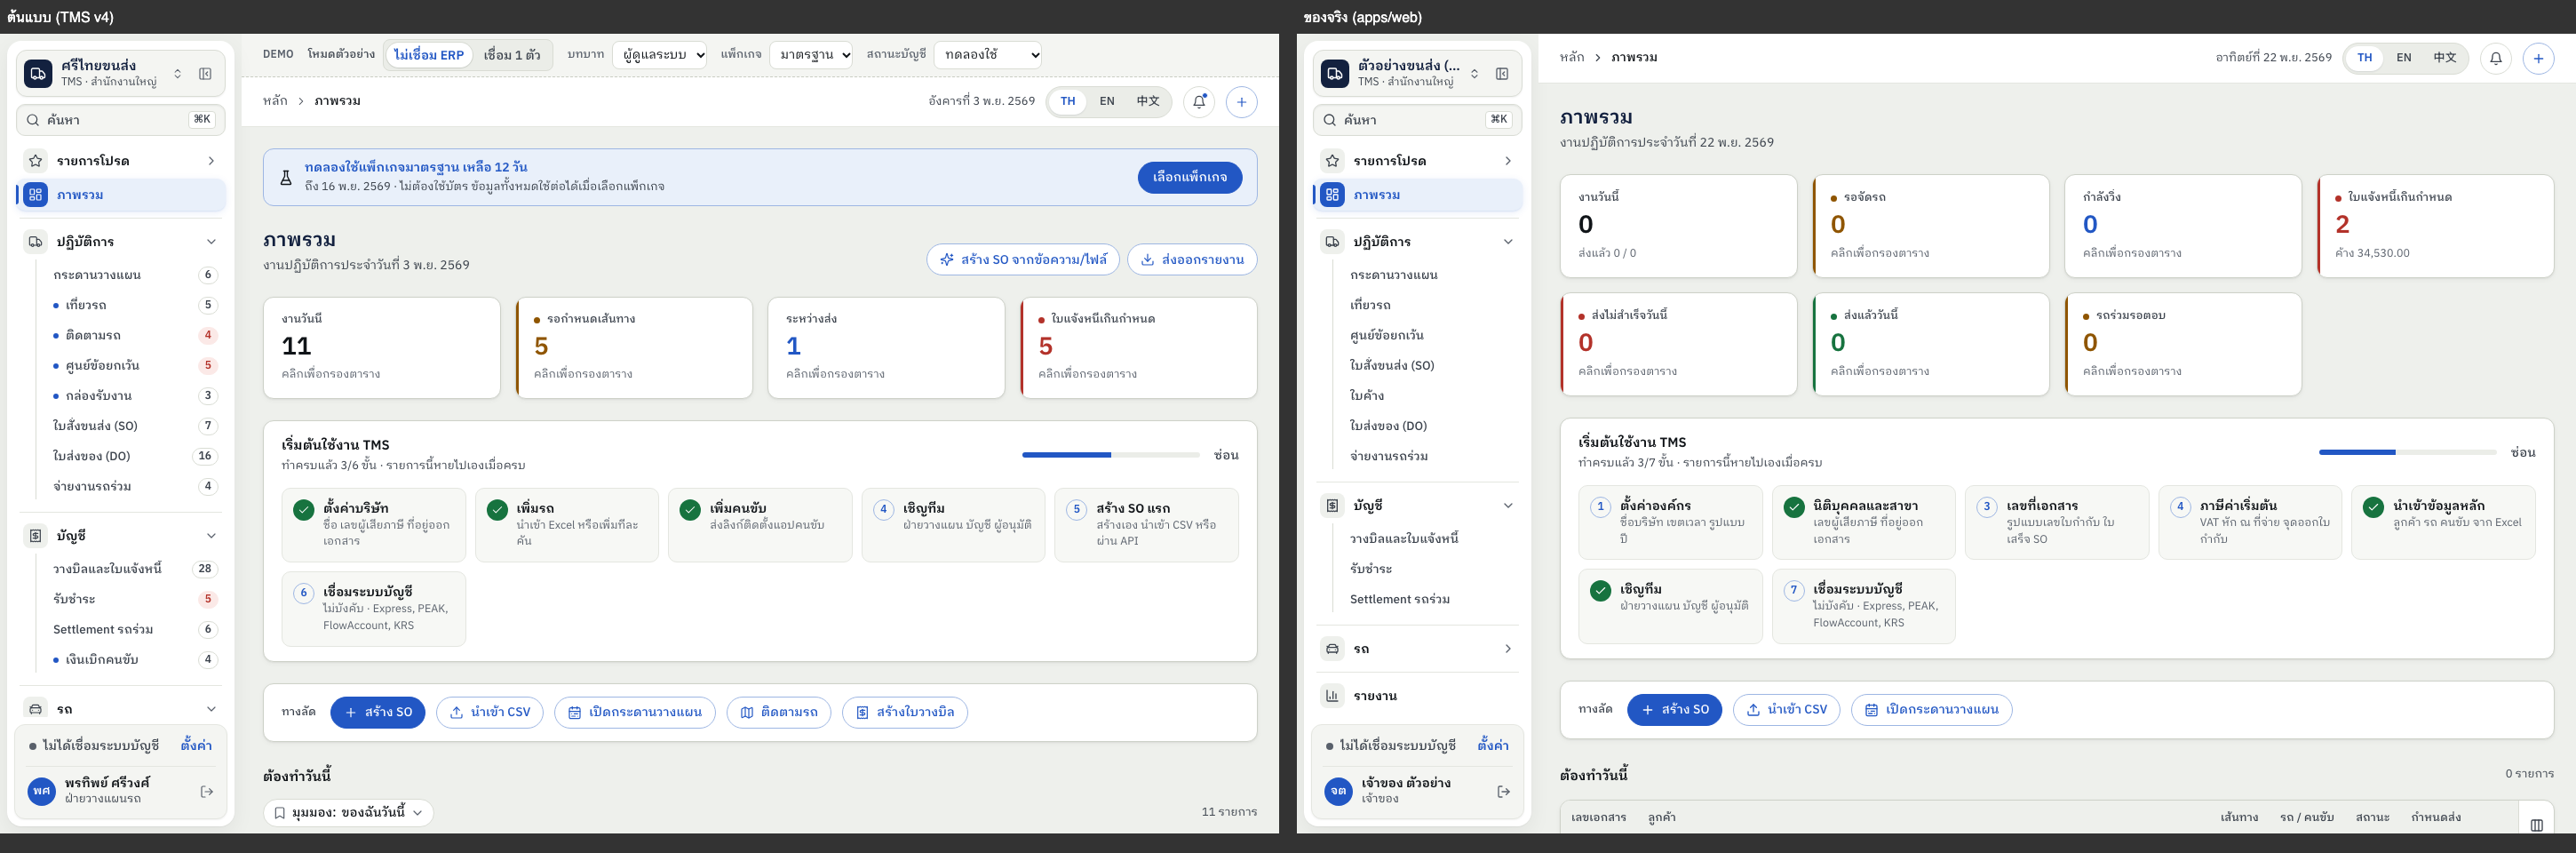 ต้นแบบ (TMS v4)
ศรีไทยขนส่ง
TMS · สำนักงานใหญ่
ค้นหา
⌘K
รายการโปรด
ภาพรวม
ปฏิบัติการ
กระดานวางแผน 6
เที่ยวรถ 5
ติดตามรถ 4
ศูนย์ข้อยกเว้น 5
กล่องรับงาน 3
ใบสั่งขนส่ง (SO) 7
ใบส่งของ (DO) 16
จ่ายงานรถร่วม 4
บัญชี
วางบิลและใบแจ้งหนี้ 28
รับชำระ 5
Settlement รถร่วม 6
เงินเบิกคนขับ 4
รถ
ไม่ได้เชื่อมระบบบัญชี ตั้งค่า
พศ
พรทิพย์ ศรีวงศ์
ฝ่ายวางแผนรถ
DEMO โหมดตัวอย่าง ไม่เชื่อม ERP เชื่อม 1 ตัว บทบาท ผู้ดูแลระบบ แพ็กเกจ มาตรฐาน สถานะบัญชี ทดลองใช้
หลัก > ภาพรวม
อังคารที่ 3 พ.ย. 2569 TH EN 中文
ทดลองใช้แพ็กเกจมาตรฐาน เหลือ 12 วัน
ถึง 16 พ.ย. 2569 · ไม่ต้องใช้บัตร ข้อมูลทั้งหมดใช้ต่อได้เมื่อเลือกแพ็กเกจ
เลือกแพ็กเกจ
ภาพรวม
งานปฏิบัติการประจำวันที่ 3 พ.ย. 2569
สร้าง SO จากข้อความ/ไฟล์ ส่งออกรายงาน
งานวันนี้
11
คลิกเพื่อกรองตาราง
รอกำหนดเส้นทาง
5
คลิกเพื่อกรองตาราง
ระหว่างส่ง
1
คลิกเพื่อกรองตาราง
ใบแจ้งหนี้เกินกำหนด
5
คลิกเพื่อกรองตาราง
เริ่มต้นใช้งาน TMS
ทำครบแล้ว 3/6 ขั้น · รายการนี้หายไปเองเมื่อครบ
ซ่อน
ตั้งค่าบริษัท
ชื่อ เลขผู้เสียภาษี ที่อยู่ออก
เอกสาร
เพิ่มรถ
นำเข้า Excel หรือเพิ่มทีละ
คัน
เพิ่มคนขับ
ส่งลิงก์ติดตั้งแอปคนขับ
4 เชิญทีม
ฝ่ายวางแผน บัญชี ผู้อนุมัติ
5 สร้าง SO แรก
สร้างเอง นำเข้า CSV หรือ
ผ่าน API
6 เชื่อมระบบบัญชี
ไม่บังคับ · Express, PEAK,
FlowAccount, KRS
ทางลัด สร้าง SO นำเข้า CSV เปิดกระดานวางแผน ติดตามรถ สร้างใบวางบิล
ต้องทำวันนี้
มุมมอง: ของฉันวันนี้
11 รายการ
ของจริง (apps/web)
ตัวอย่างขนส่ง (...
TMS · สำนักงานใหญ่
ค้นหา
⌘K
รายการโปรด
ภาพรวม
ปฏิบัติการ
กระดานวางแผน
เที่ยวรถ
ศูนย์ข้อยกเว้น
ใบสั่งขนส่ง (SO)
ใบค้าง
ใบส่งของ (DO)
จ่ายงานรถร่วม
บัญชี
วางบิลและใบแจ้งหนี้
รับชำระ
Settlement รถร่วม
รถ
รายงาน
ไม่ได้เชื่อมระบบบัญชี ตั้งค่า
จต
เจ้าของ ตัวอย่าง
เจ้าของ
หลัก > ภาพรวม
อาทิตย์ที่ 22 พ.ย. 2569 TH EN 中文
ภาพรวม
งานปฏิบัติการประจำวันที่ 22 พ.ย. 2569
งานวันนี้
0
ส่งแล้ว 0 / 0
รอจัดรถ
0
คลิกเพื่อกรองตาราง
กำลังวิ่ง
0
คลิกเพื่อกรองตาราง
ใบแจ้งหนี้เกินกำหนด
2
ค้าง 34,530.00
ส่งไม่สำเร็จวันนี้
0
คลิกเพื่อกรองตาราง
ส่งแล้ววันนี้
0
คลิกเพื่อกรองตาราง
รถร่วมรอตอบ
0
คลิกเพื่อกรองตาราง
เริ่มต้นใช้งาน TMS
ทำครบแล้ว 3/7 ขั้น · รายการนี้หายไปเองเมื่อครบ
ซ่อน
1 ตั้งค่าองค์กร
ชื่อบริษัท เขตเวลา รูปแบบ
ปี
นิติบุคคลและสาขา
เลขผู้เสียภาษี ที่อยู่ออก
เอกสาร
3 เลขที่เอกสาร
รูปแบบเลขใบกำกับ ใบ
เสร็จ SO
4 ภาษีค่าเริ่มต้น
VAT หัก ณ ที่จ่าย จุดออกใบ
กำกับ
นำเข้าข้อมูลหลัก
ลูกค้า รถ คนขับ จาก Excel
เชิญทีม
ฝ่ายวางแผน บัญชี ผู้อนุมัติ
7 เชื่อมระบบบัญชี
ไม่บังคับ · Express, PEAK,
FlowAccount, KRS
ทางลัด สร้าง SO นำเข้า CSV เปิดกระดานวางแผน
ต้องทำวันนี้
0 รายการ
เลขเอกสาร ลูกค้า เส้นทาง รถ / คนขับ สถานะ กำหนดส่ง